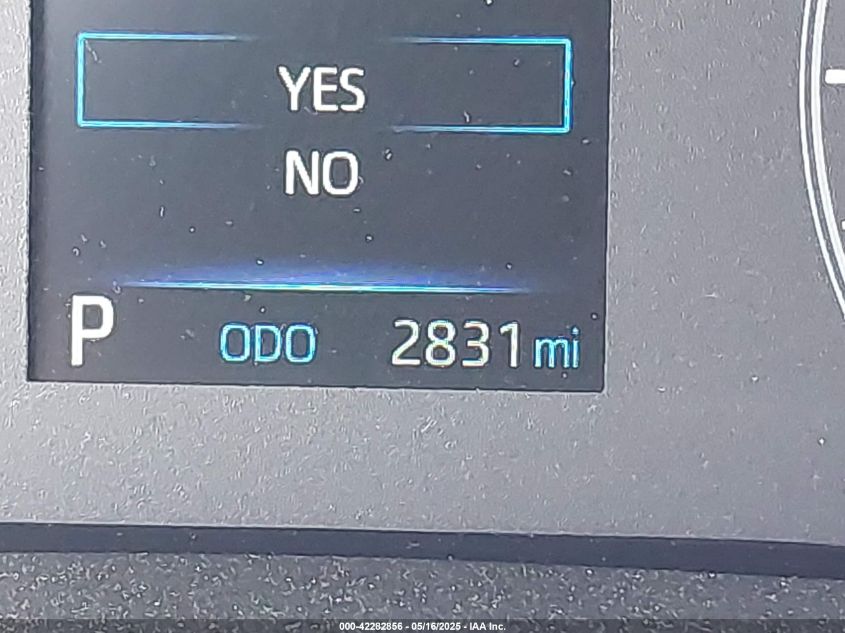 YES
NO
P ODO 2831 mi
000-42282856 - 05/16/2025 - IAA Inc.